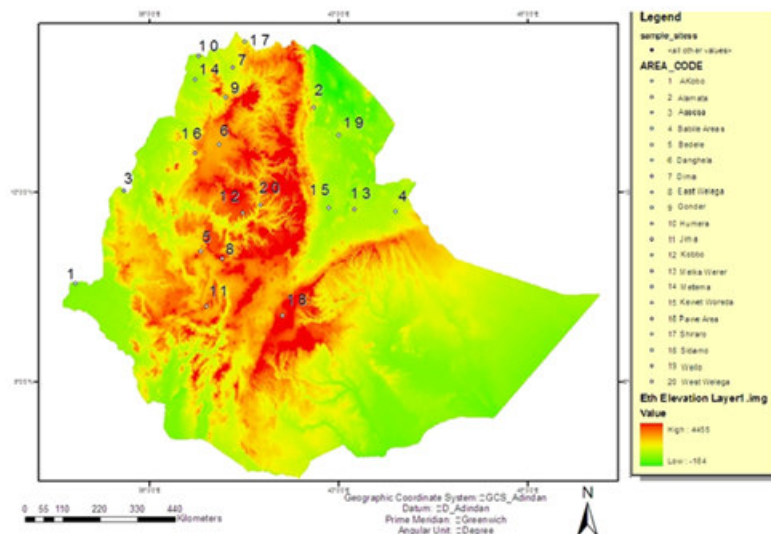 10
17
14
7
9
2
16
6
19
3
12
20
15
13
4
5
8
1
11
18
0 55 110 220 330 440
Kilometers
Geographic Coordinate System: GCS_Adindan
Datum: D_Adindan
Prime Meridian: Greenwich
Angular Unit: Degree
N
Legend
sample_sites
<all other values>
AREA_CODE
1 AKobo
2 Alamata
3 Assosa
4 Babile Areas
5 Bedele
6 Danghela
7 Dima
8 East Welega
9 Gonder
10 Humera
11 Jima
12 Kobbo
13 Melka Werer
14 Metema
15 Kewet Woreda
16 Pawe Area
17 Shiraro
18 Sidamo
19 Wello
20 West Welega
Eth Elevation Layer1.img
Value
High : 4455
Low : -164